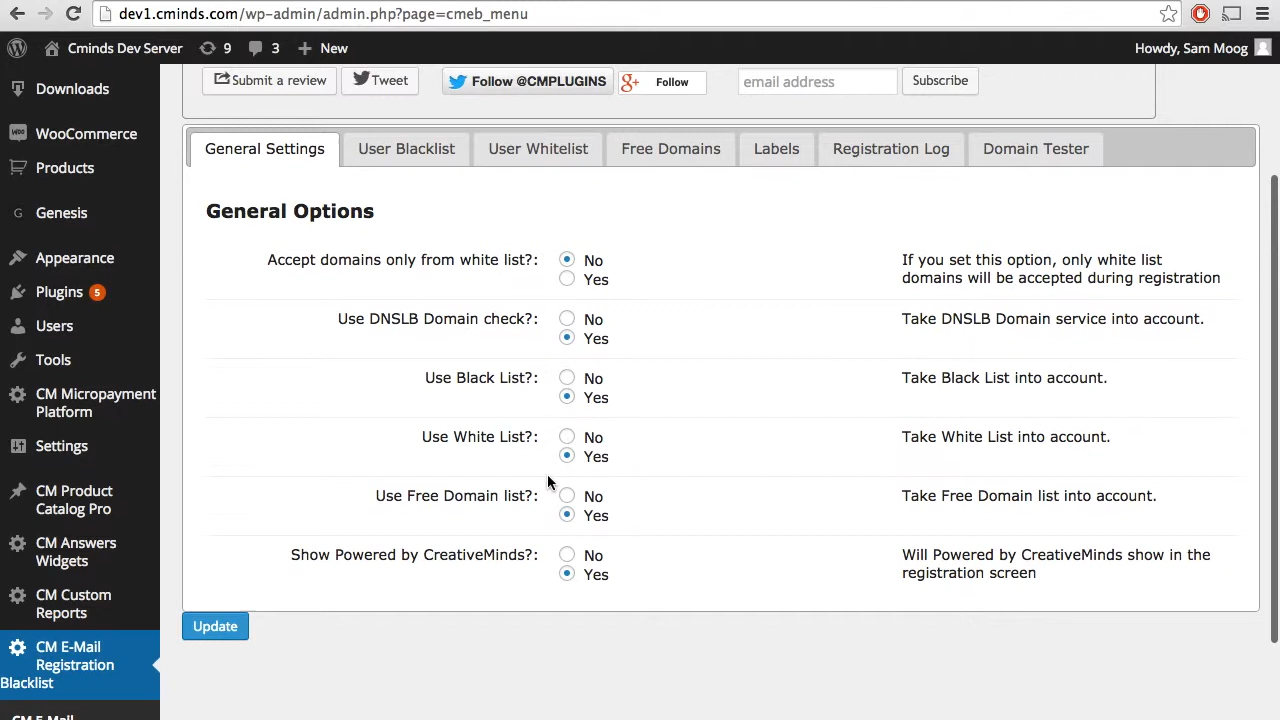 dev1.cminds.com/wp-admin/admin.php?page=cmeb_menu
Cminds Dev Server 9 3 New Howdy, Sam Moog
Downloads
WooCommerce
Products
Genesis
Appearance
Plugins 5
Users
Tools
CM Micropayment
Platform
Settings
CM Product
Catalog Pro
CM Answers
Widgets
CM Custom
Reports
CM E-Mail
Registration
Blacklist
CM E-Mail
Submit a review Tweet Follow @CMPLUGINS g+ Follow email address Subscribe
General Settings User Blacklist User Whitelist Free Domains Labels Registration Log Domain Tester
General Options
Accept domains only from white list?: No
Yes
If you set this option, only white list
domains will be accepted during registration
Use DNSLB Domain check?: No
Yes
Take DNSLB Domain service into account.
Use Black List?: No
Yes
Take Black List into account.
Use White List?: No
Yes
Take White List into account.
Use Free Domain list?: No
Yes
Take Free Domain list into account.
Show Powered by CreativeMinds?: No
Yes
Will Powered by CreativeMinds show in the
registration screen
Update